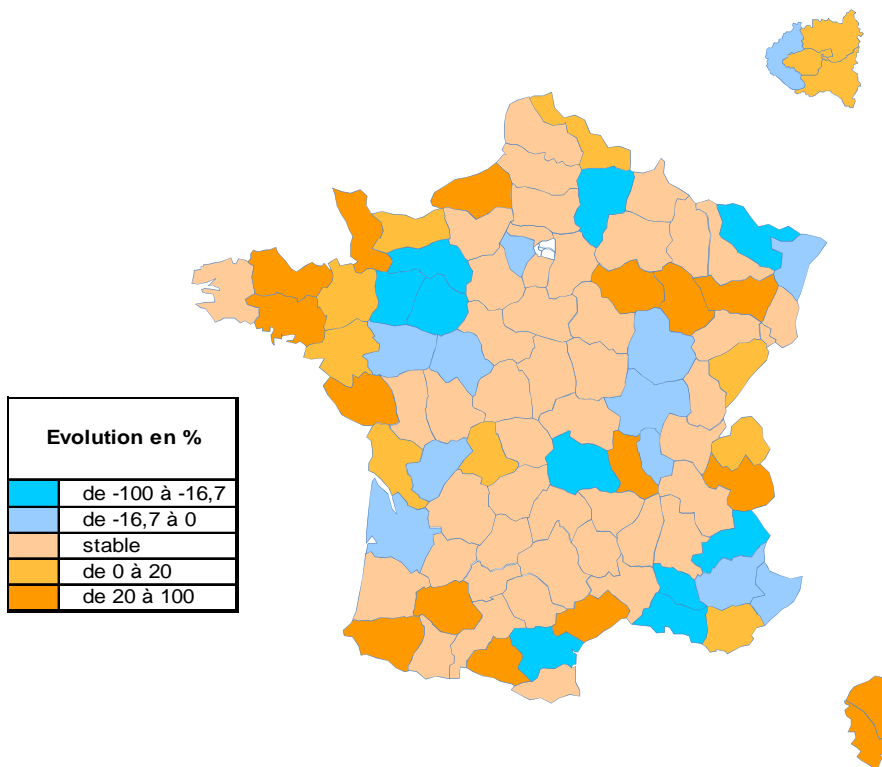 Evolution en %
de -100 à -16,7
de -16,7 à 0
stable
de 0 à 20
de 20 à 100